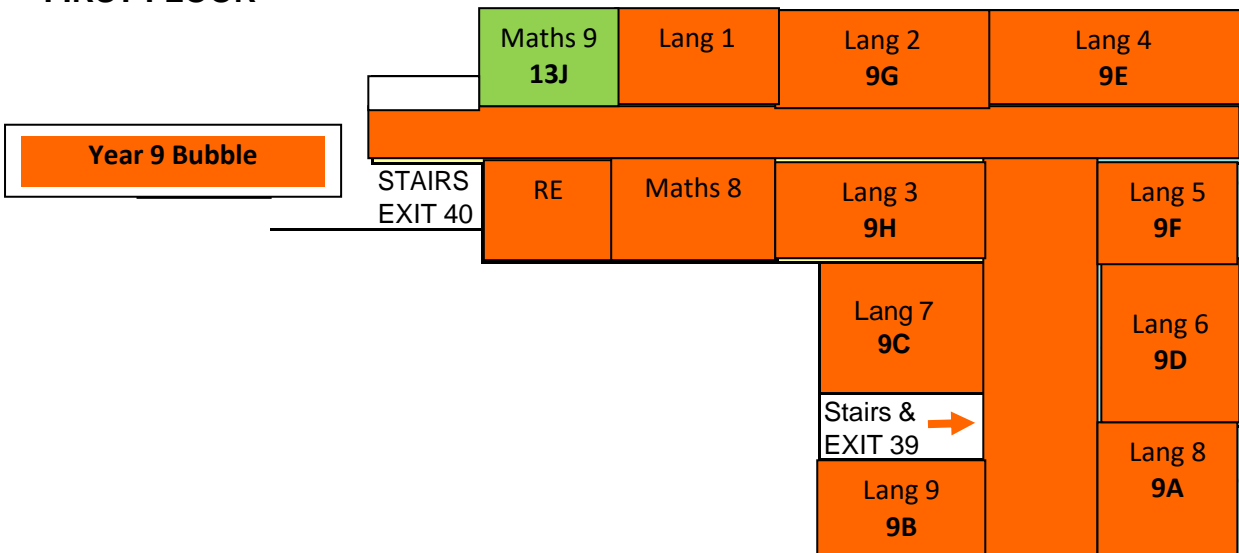 FIRST FLOOR
Maths 9
13J
Lang 1
Lang 2
9G
Lang 4
9E
Year 9 Bubble
STAIRS
EXIT 40
RE
Maths 8
Lang 3
9H
Lang 5
9F
Lang 7
9C
Lang 6
9D
Stairs &
EXIT 39
Lang 8
9A
Lang 9
9B